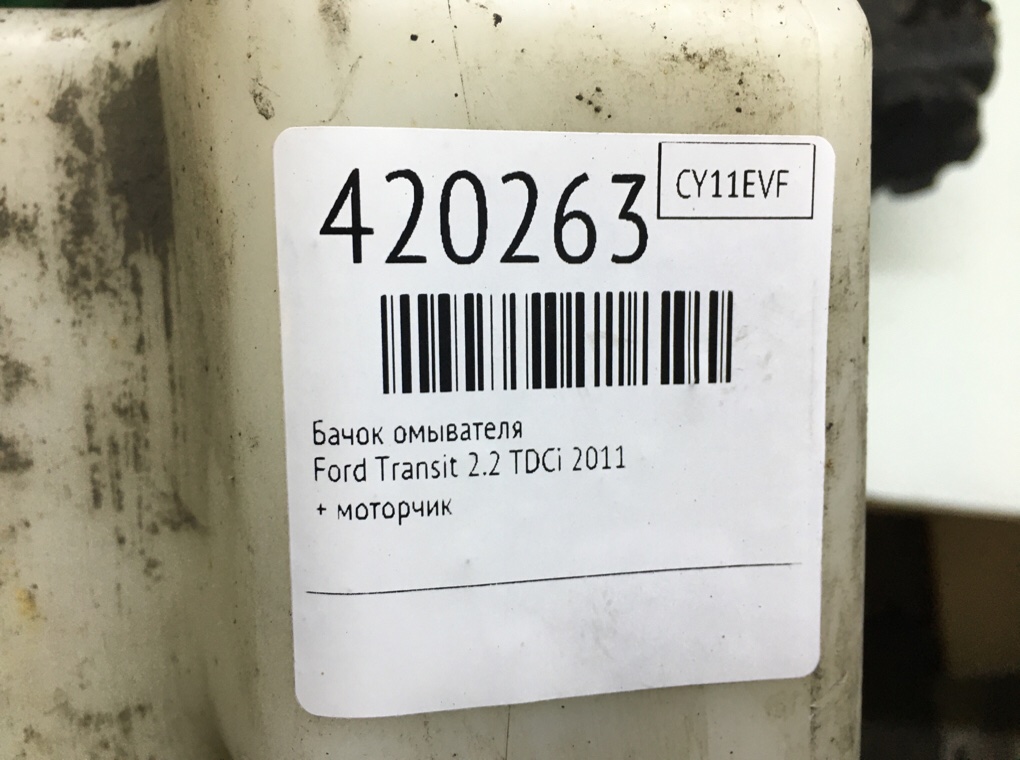 420263
CY11EVF
Бачок омывателя
Ford Transit 2.2 TDCi 2011
+ моторчик